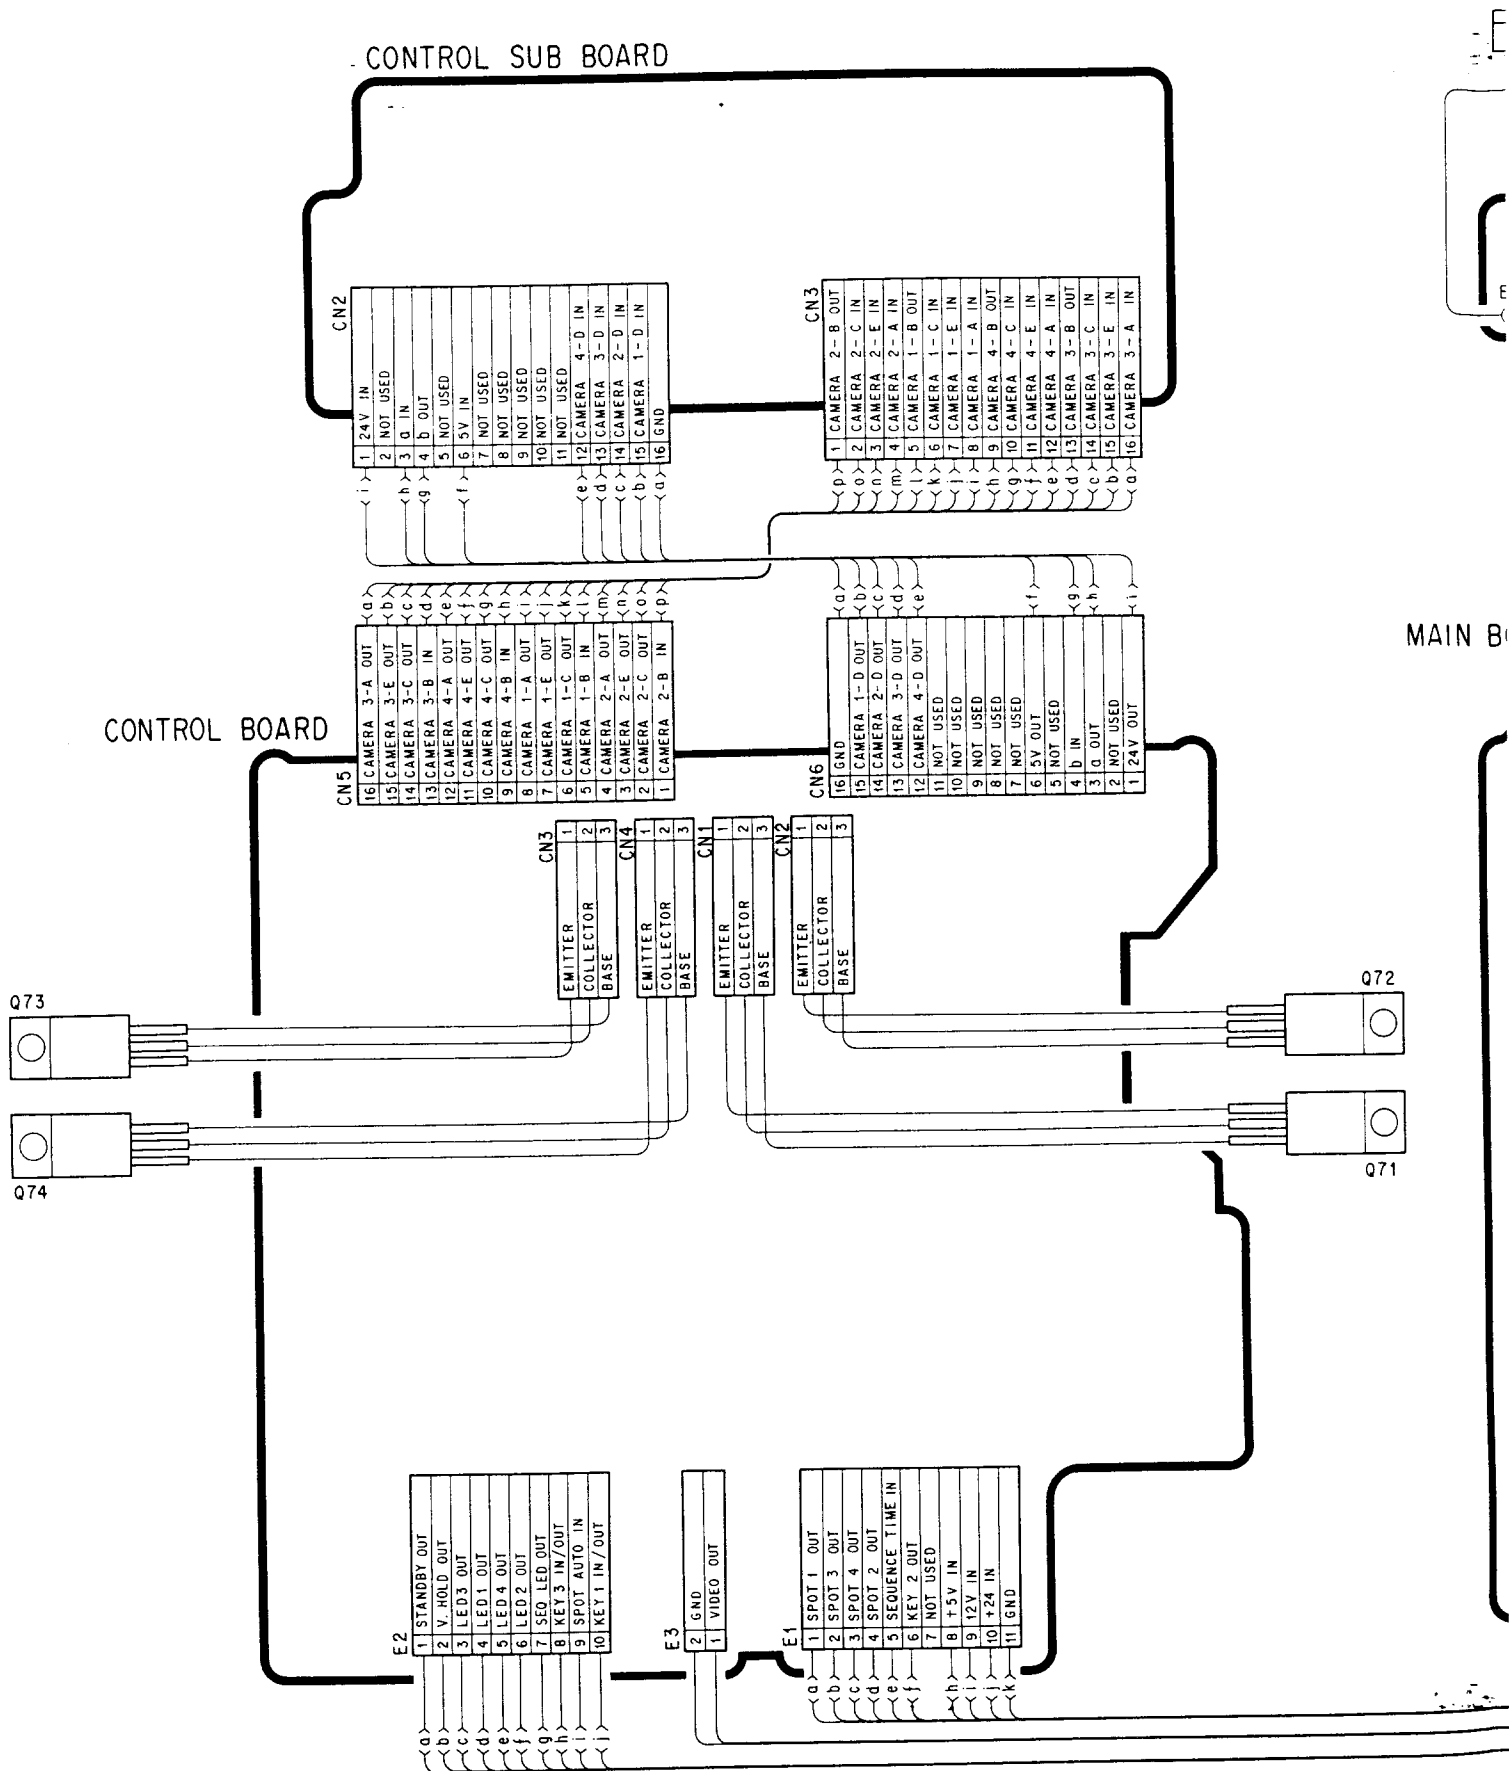 CONTROL SUB BOARD
CN2
1 24V IN
2 NOT USED
3 a IN
4 b OUT
5 NOT USED
6 5V IN
7 NOT USED
8 NOT USED
9 NOT USED
10 NOT USED
11 NOT USED
12 CAMERA 4-D IN
13 CAMERA 3-D IN
14 CAMERA 2-D IN
15 CAMERA 1-D IN
16 GND
i
h
g
f
e
d
c
b
a
CN3
1 CAMERA 2-B OUT
2 CAMERA 2-C IN
3 CAMERA 2-E IN
4 CAMERA 2-A IN
5 CAMERA 1-B OUT
6 CAMERA 1-C IN
7 CAMERA 1-E IN
8 CAMERA 1-A IN
9 CAMERA 4-B OUT
10 CAMERA 4-C IN
11 CAMERA 4-E IN
12 CAMERA 4-A IN
13 CAMERA 3-B OUT
14 CAMERA 3-C IN
15 CAMERA 3-E IN
16 CAMERA 3-A IN
p
o
n
m
l
k
j
i
h
g
f
e
d
c
b
a
CONTROL BOARD
a
b
c
d
e
f
g
h
i
j
k
l
m
n
o
p
CN5
16 CAMERA 3-A OUT
15 CAMERA 3-E OUT
14 CAMERA 3-C OUT
13 CAMERA 3-B IN
12 CAMERA 4-A OUT
11 CAMERA 4-E OUT
10 CAMERA 4-C OUT
9 CAMERA 4-B IN
8 CAMERA 1-A OUT
7 CAMERA 1-E OUT
6 CAMERA 1-C OUT
5 CAMERA 1-B IN
4 CAMERA 2-A OUT
3 CAMERA 2-E OUT
2 CAMERA 2-C OUT
1 CAMERA 2-B IN
a
b
c
d
e
f
g
h
i
CN6
16 GND
15 CAMERA 1-D OUT
14 CAMERA 2-D OUT
13 CAMERA 3-D OUT
12 CAMERA 4-D OUT
11 NOT USED
10 NOT USED
9 NOT USED
8 NOT USED
7 NOT USED
6 5V OUT
5 NOT USED
4 b IN
3 a OUT
2 NOT USED
1 24V OUT
MAIN B
CN3
1 EMITTER
2 COLLECTOR
3 BASE
CN4
1 EMITTER
2 COLLECTOR
3 BASE
CN1
1 EMITTER
2 COLLECTOR
3 BASE
CN2
1 EMITTER
2 COLLECTOR
3 BASE
Q73
Q72
Q74
Q71
E2
1 STANDBY OUT
2 V. HOLD OUT
3 LED3 OUT
4 LED1 OUT
5 LED4 OUT
6 LED2 OUT
7 SEQ LED OUT
8 KEY 3 IN/OUT
9 SPOT AUTO IN
10 KEY 1 IN/OUT
a
b
c
d
e
f
g
h
i
j
E3
2 GND
1 VIDEO OUT
E1
1 SPOT 1 OUT
2 SPOT 3 OUT
3 SPOT 4 OUT
4 SPOT 2 OUT
5 SEQUENCE TIME IN
6 KEY 2 OUT
7 NOT USED
8 +5V IN
9 12V IN
10 +24 IN
11 GND
a
b
c
d
e
f
h
i
j
k